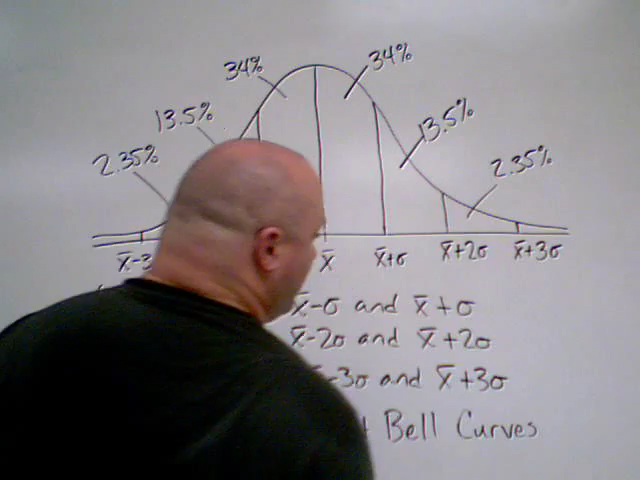 34% 34%
13.5% 13.5%
2.35% 2.35%
x̄-3 x̄ x̄+σ x̄+2σ x̄+3σ
x̄-σ and x̄+σ
x̄-2σ and x̄+2σ
-3σ and x̄+3σ
Bell Curves